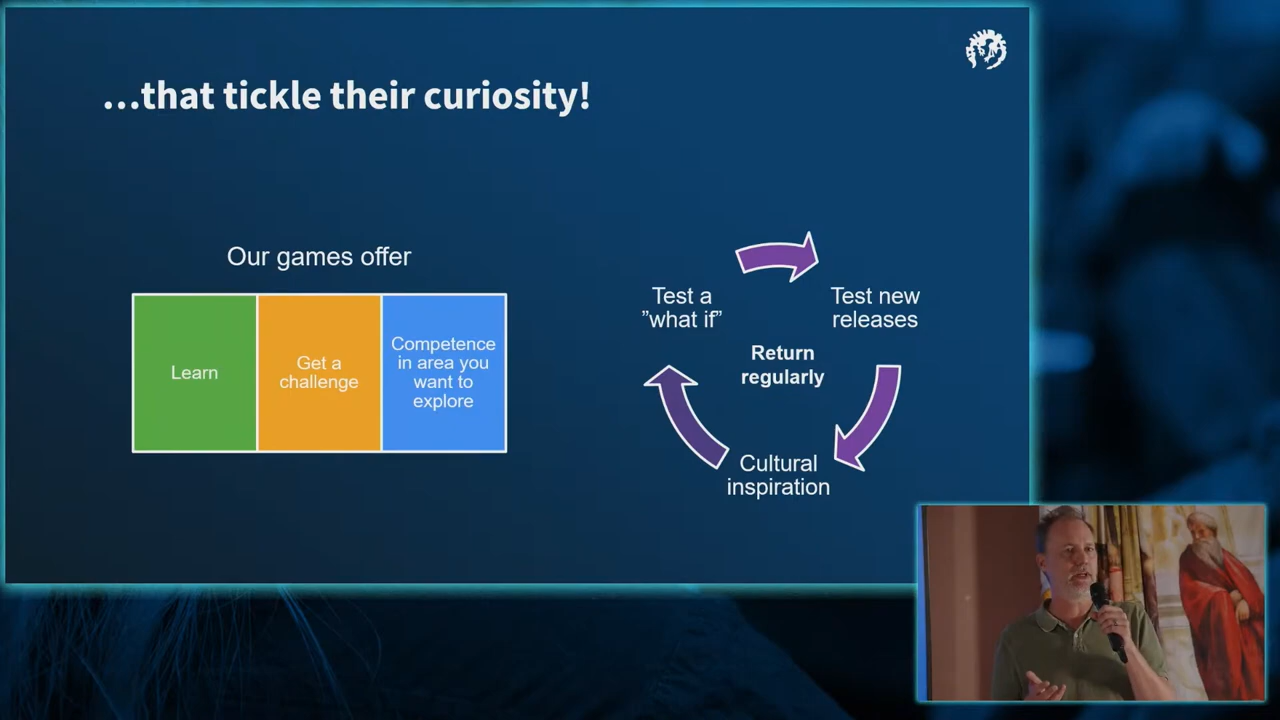 ...that tickle their curiosity!
Our games offer
Learn
Get a
challenge
Competence
in area you
want to
explore
Test a
”what if”
Test new
releases
Return
regularly
Cultural
inspiration